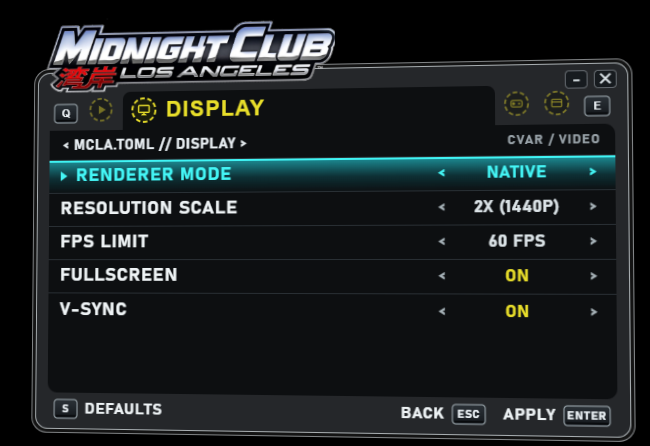 MIDNIGHT CLUB
湾岸 LOS ANGELES
Q DISPLAY E
< MCLA.TOML // DISPLAY > CVAR / VIDEO
RENDERER MODE < NATIVE >
RESOLUTION SCALE < 2X (1440P) >
FPS LIMIT < 60 FPS >
FULLSCREEN < ON >
V-SYNC < ON >
S DEFAULTS BACK ESC APPLY ENTER